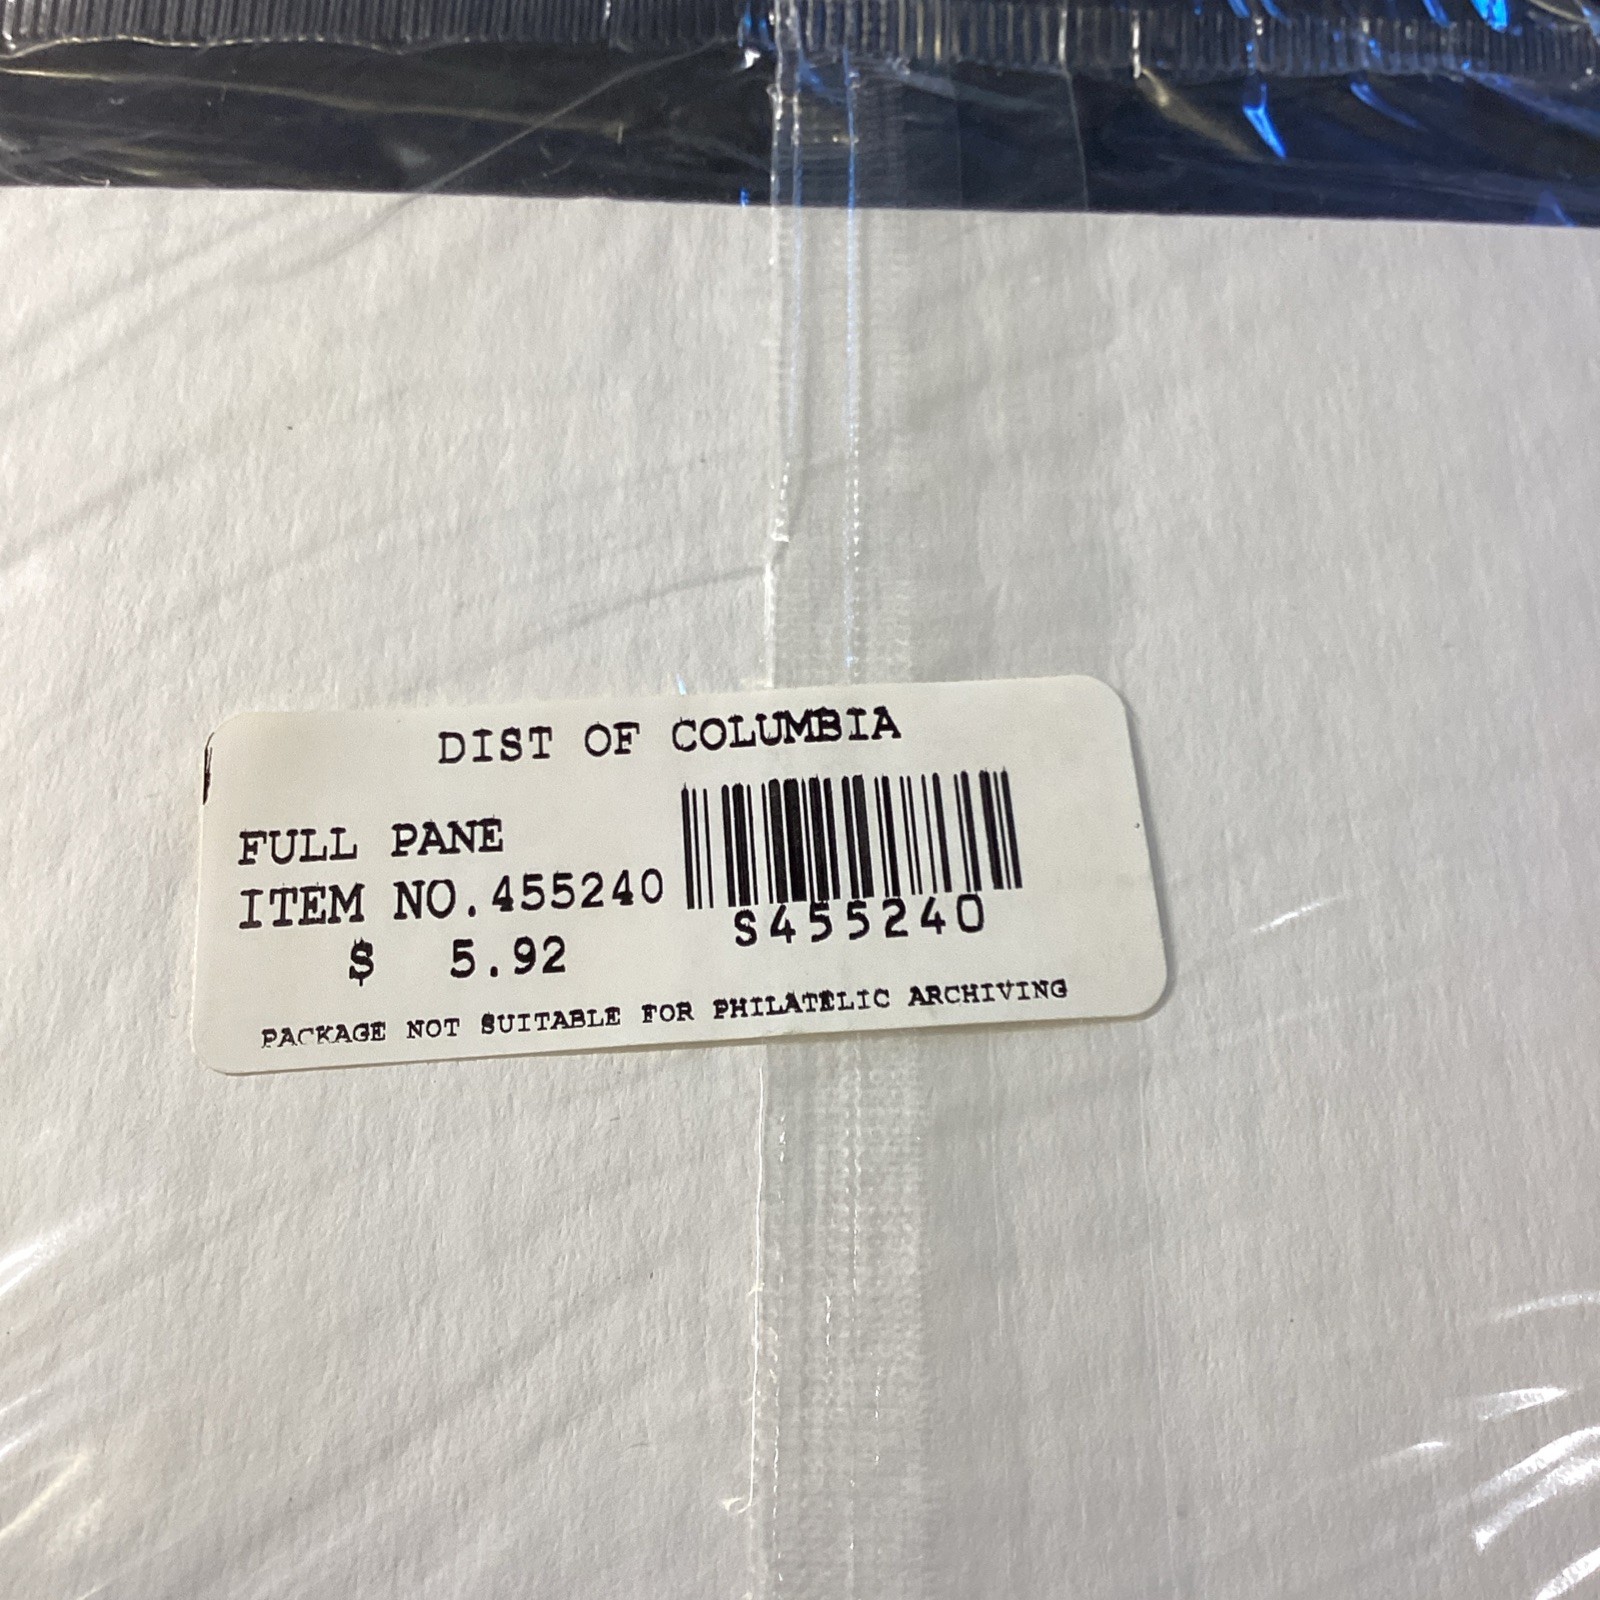 DIST OF COLUMBIA
FULL PANE
ITEM NO.455240
$ 5.92
S455240
PACKAGE NOT SUITABLE FOR PHILATELIC ARCHIVING